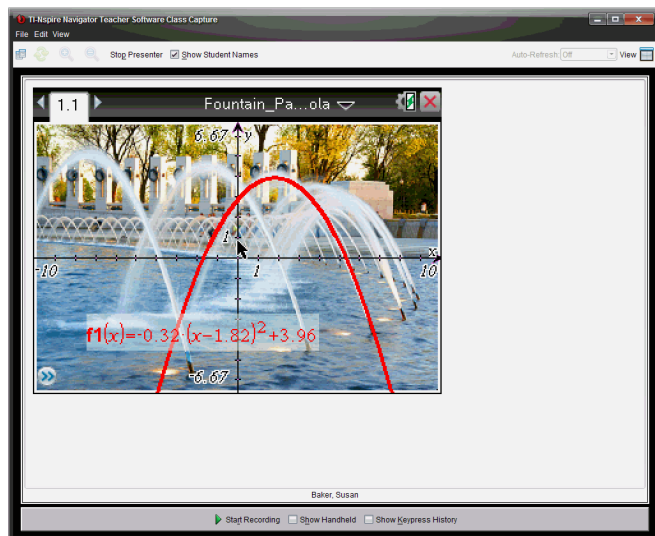 TI-Nspire Navigator Teacher Software Class Capture
File Edit View
Stop Presenter Show Student Names Auto-Refresh: Off View
1.1 Fountain_Pa...ola
6.67 y
1
x
-10 1 10
f1(x)=-0.32·(x-1.82)²+3.96
-6.67
Baker, Susan
Start Recording Show Handheld Show Keypress History